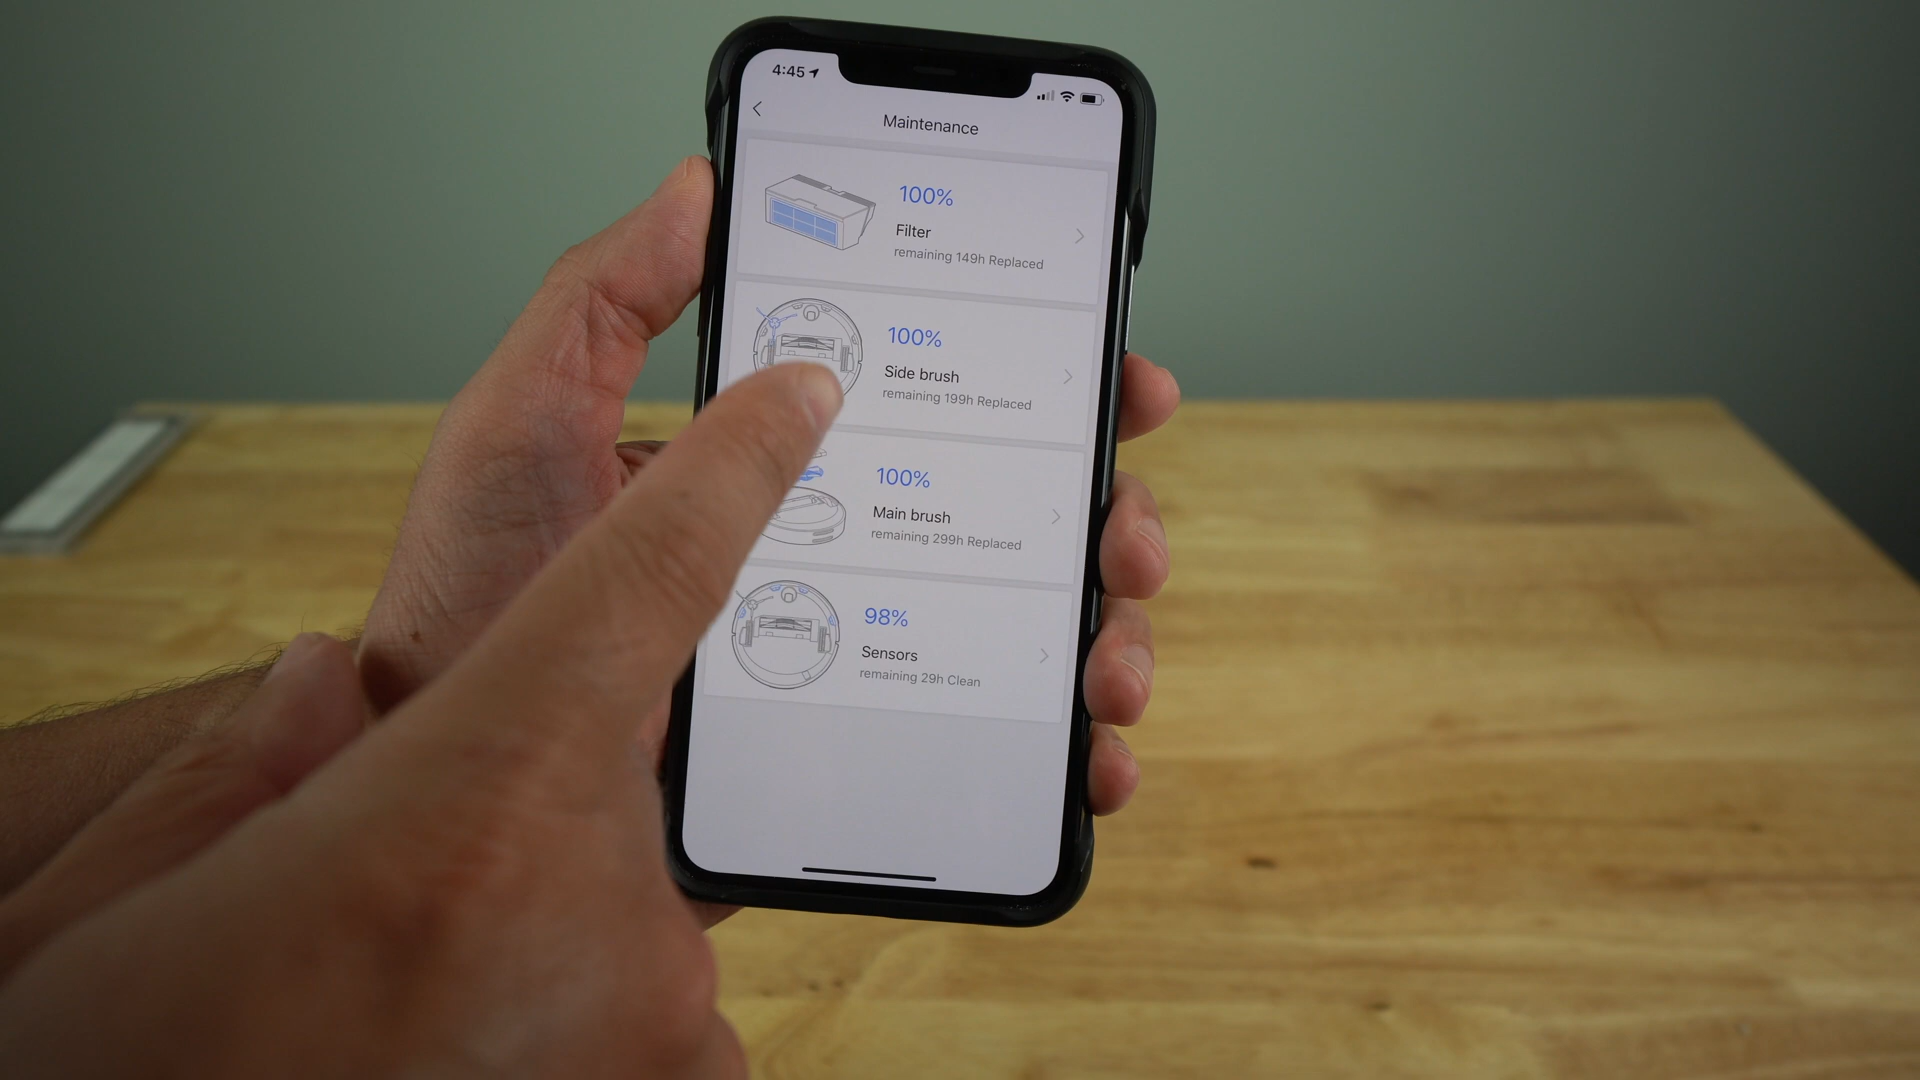 4:45
Maintenance
100%
Filter
remaining 149h Replaced
100%
Side brush
remaining 199h Replaced
100%
Main brush
remaining 299h Replaced
98%
Sensors
remaining 29h Clean